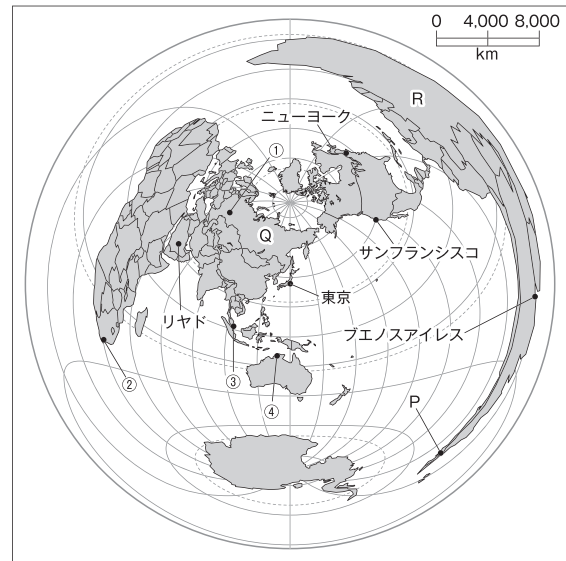 0 4,000 8,000
km
R
ニューヨーク
①
Q
サンフランシスコ
東京
リヤド
ブエノスアイレス
③
②
④
P